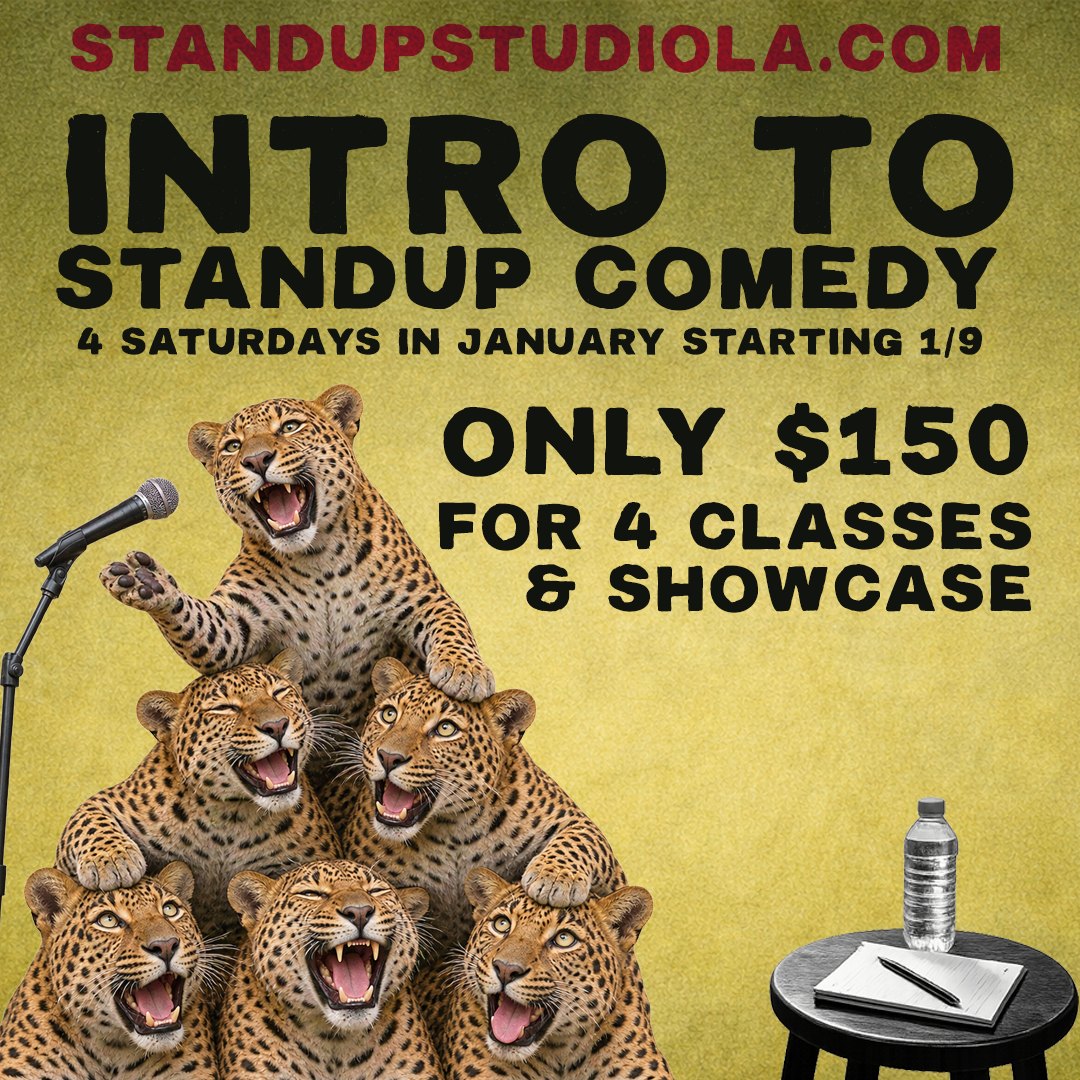 STANDUPSTUDIOLA.COM
INTRO TO
STANDUP COMEDY
4 SATURDAYS IN JANUARY STARTING 1/9
ONLY $150
FOR 4 CLASSES
& SHOWCASE